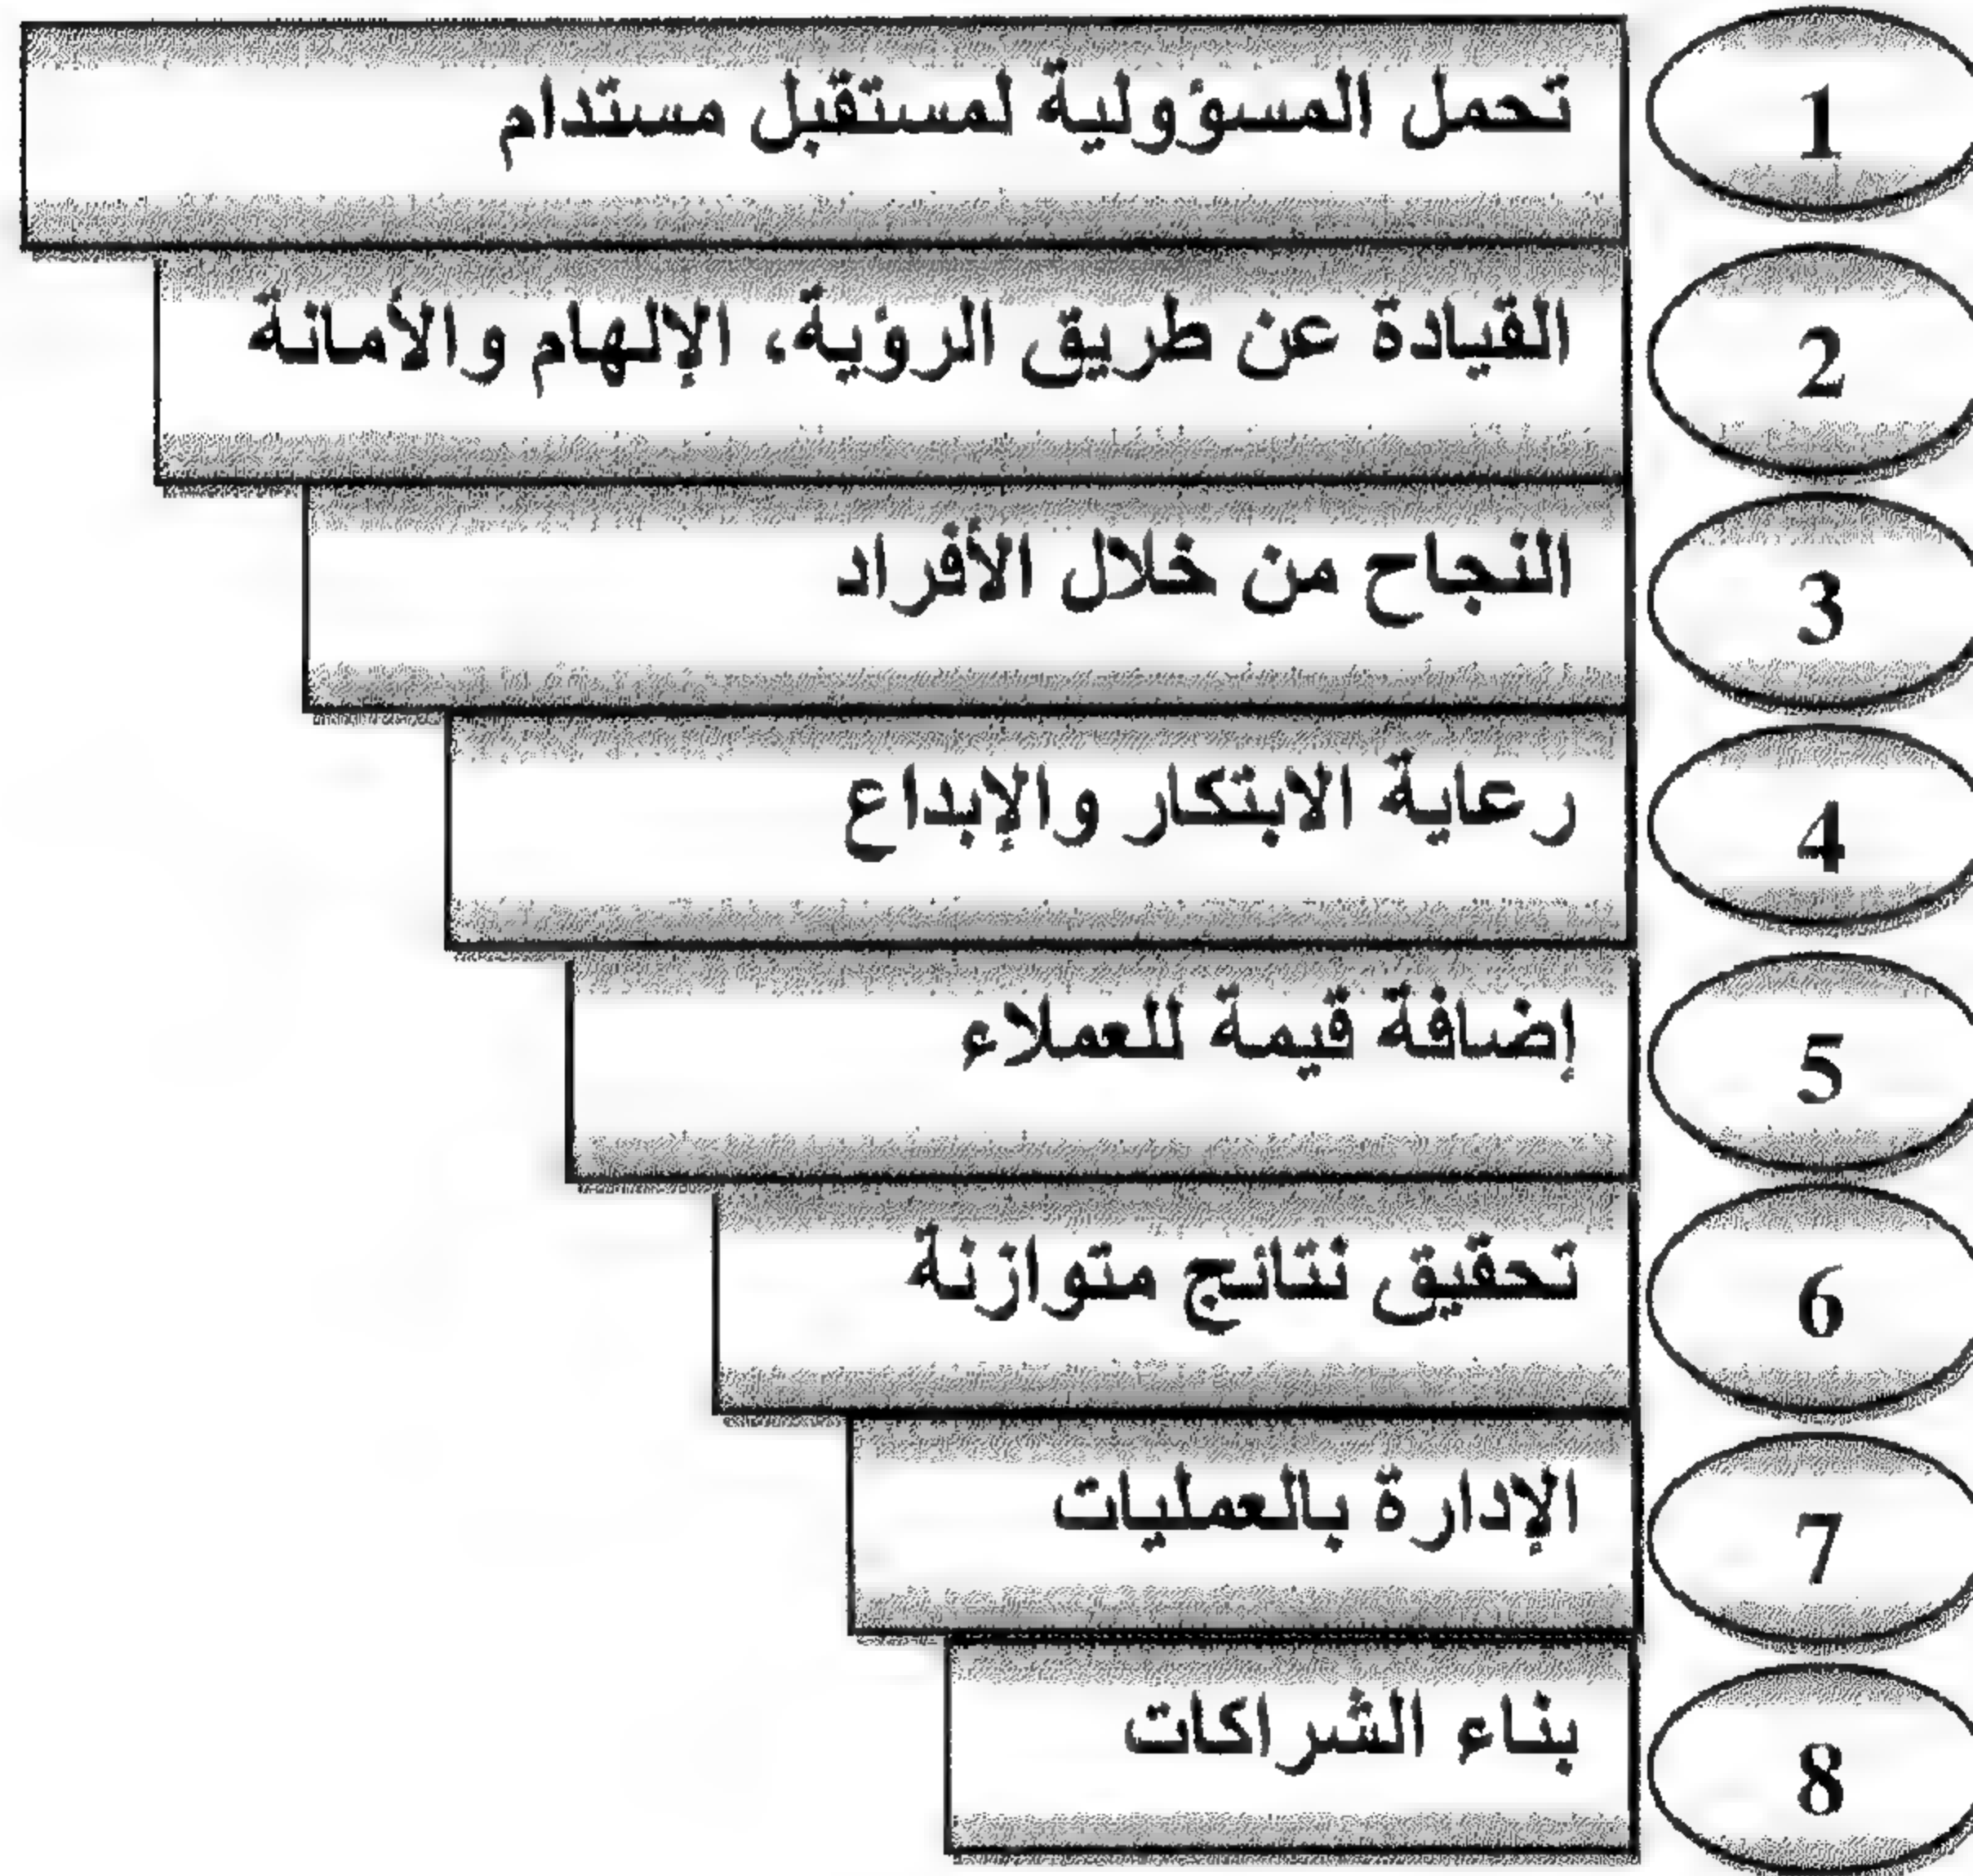 1 تحمل المسؤولية لمستقبل مستدام
2 القيادة عن طريق الرؤية، الإلهام والأمانة
3 النجاح من خلال الأفراد
4 رعاية الابتكار والإبداع
5 إضافة قيمة للعملاء
6 تحقيق نتائج متوازنة
7 الإدارة بالعمليات
8 بناء الشراكات